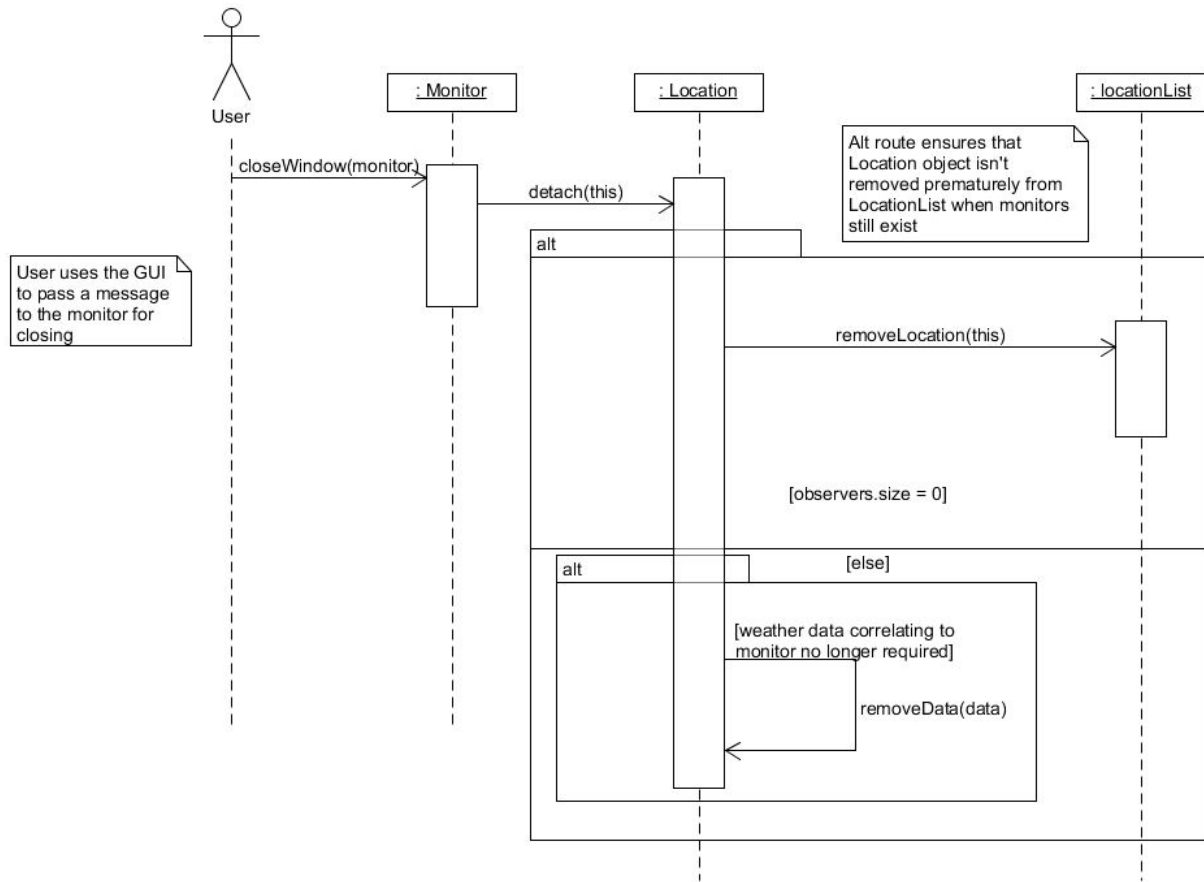 User
: Monitor
: Location
: locationList
closeWindow(monitor)
detach(this)
Alt route ensures that
Location object isn't
removed prematurely from
LocationList when monitors
still exist
alt
User uses the GUI
to pass a message
to the monitor for
closing
removeLocation(this)
[observers.size = 0]
alt
[else]
[weather data correlating to
monitor no longer required]
removeData(data)